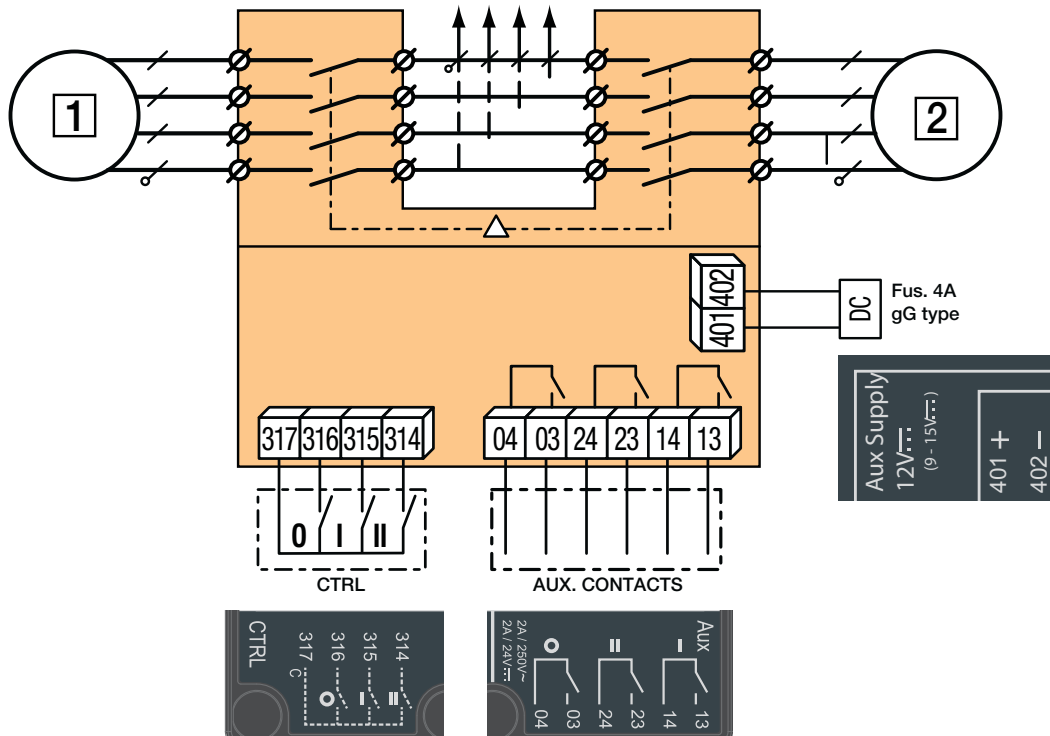 1
2
402
401
DC
Fus. 4A
gG type
317 316 315 314
04 03 24 23 14 13
O I II
CTRL
AUX. CONTACTS
Aux Supply
12V
(9 - 15V)
401 +
402 −
CTRL
317
316
315
314
C
O
I
II
2A / 250V~
2A / 24V
O
II
I
Aux
04
03
24
23
14
13